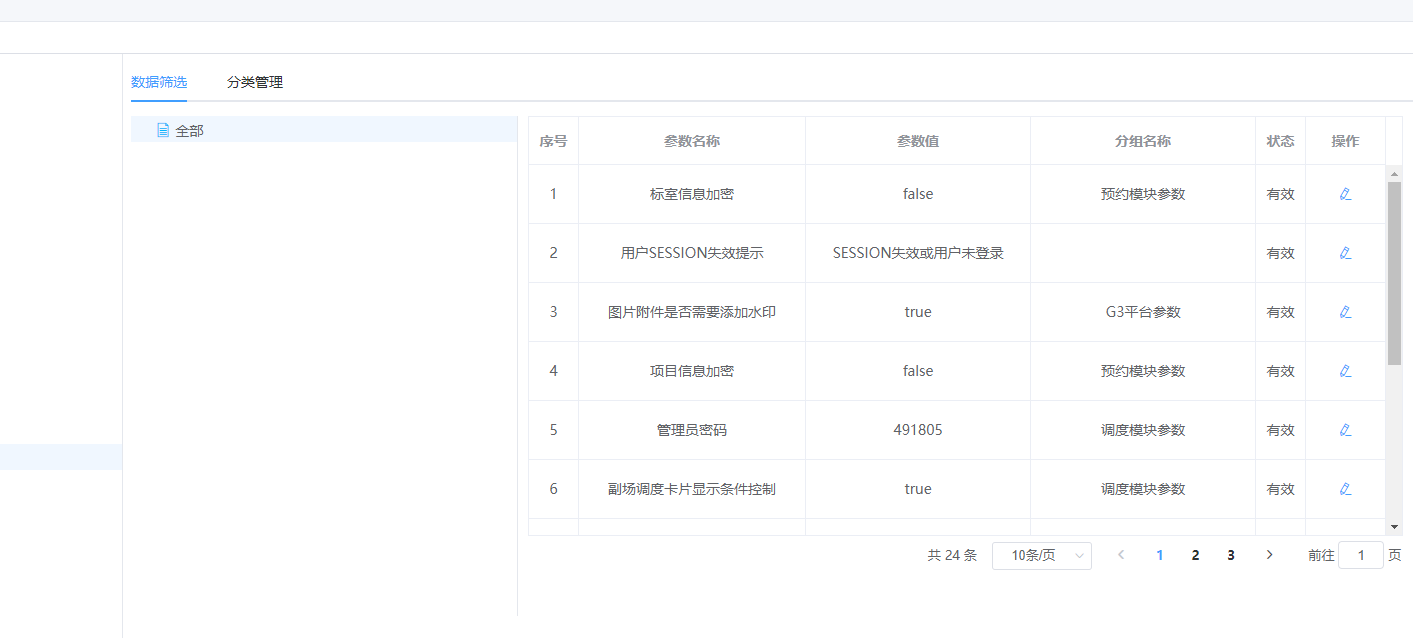 数据筛选 分类管理
全部
序号 参数名称 参数值 分组名称 状态 操作
1 标室信息加密 false 预约模块参数 有效
2 用户SESSION失效提示 SESSION失效或用户未登录 有效
3 图片附件是否需要添加水印 true G3平台参数 有效
4 项目信息加密 false 预约模块参数 有效
5 管理员密码 491805 调度模块参数 有效
6 副场调度卡片显示条件控制 true 调度模块参数 有效
共 24 条 10条/页 1 2 3 前往 1 页